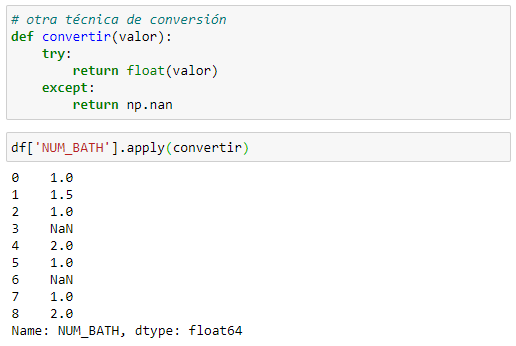 # otra técnica de conversión
def convertir(valor):
    try:
        return float(valor)
    except:
        return np.nan
df['NUM_BATH'].apply(convertir)
0    1.0
1    1.5
2    1.0
3    NaN
4    2.0
5    1.0
6    NaN
7    1.0
8    2.0
Name: NUM_BATH, dtype: float64